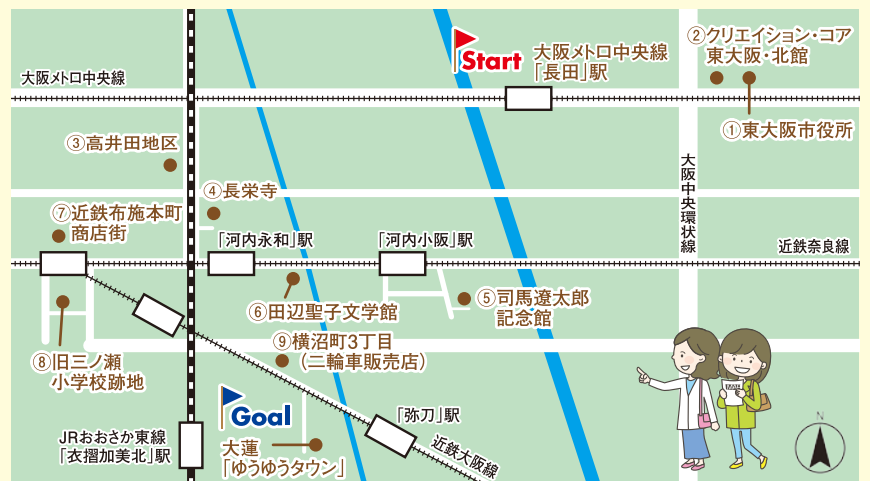 Start
大阪メトロ中央線
「長田」駅
②クリエイション・コア
東大阪・北館
大阪メトロ中央線
①東大阪市役所
③高井田地区
大阪中央環状線
④長栄寺
⑦近鉄布施本町
商店街
「河内永和」駅
「河内小阪」駅
近鉄奈良線
⑤司馬遼太郎
記念館
⑥田辺聖子文学館
⑨横沼町3丁目
（二輪車販売店）
⑧旧三ノ瀬
小学校跡地
Goal
「弥刀」駅
JRおおさか東線
「衣摺加美北」駅
大蓮
「ゆうゆうタウン」
近鉄大阪線
N